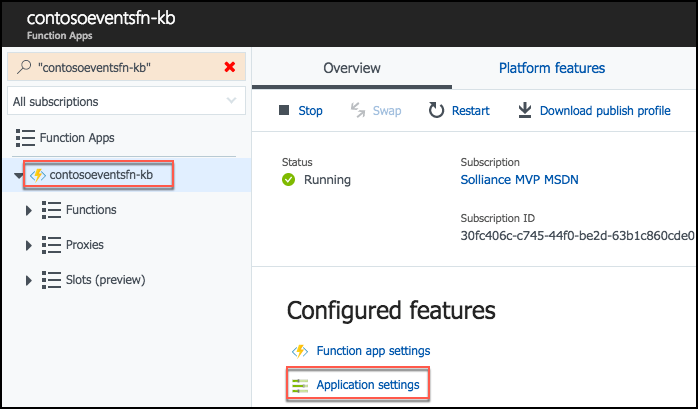 contosoeventsfn-kb
Function Apps
"contosoeventsfn-kb"
All subscriptions
Function Apps
contosoeventsfn-kb
Functions
Proxies
Slots (preview)
Overview
Platform features
Stop
Swap
Restart
Download publish profile
Status
Running
Subscription
Solliance MVP MSDN
Subscription ID
30fc406c-c745-44f0-be2d-63b1c860cde0
Configured features
Function app settings
Application settings